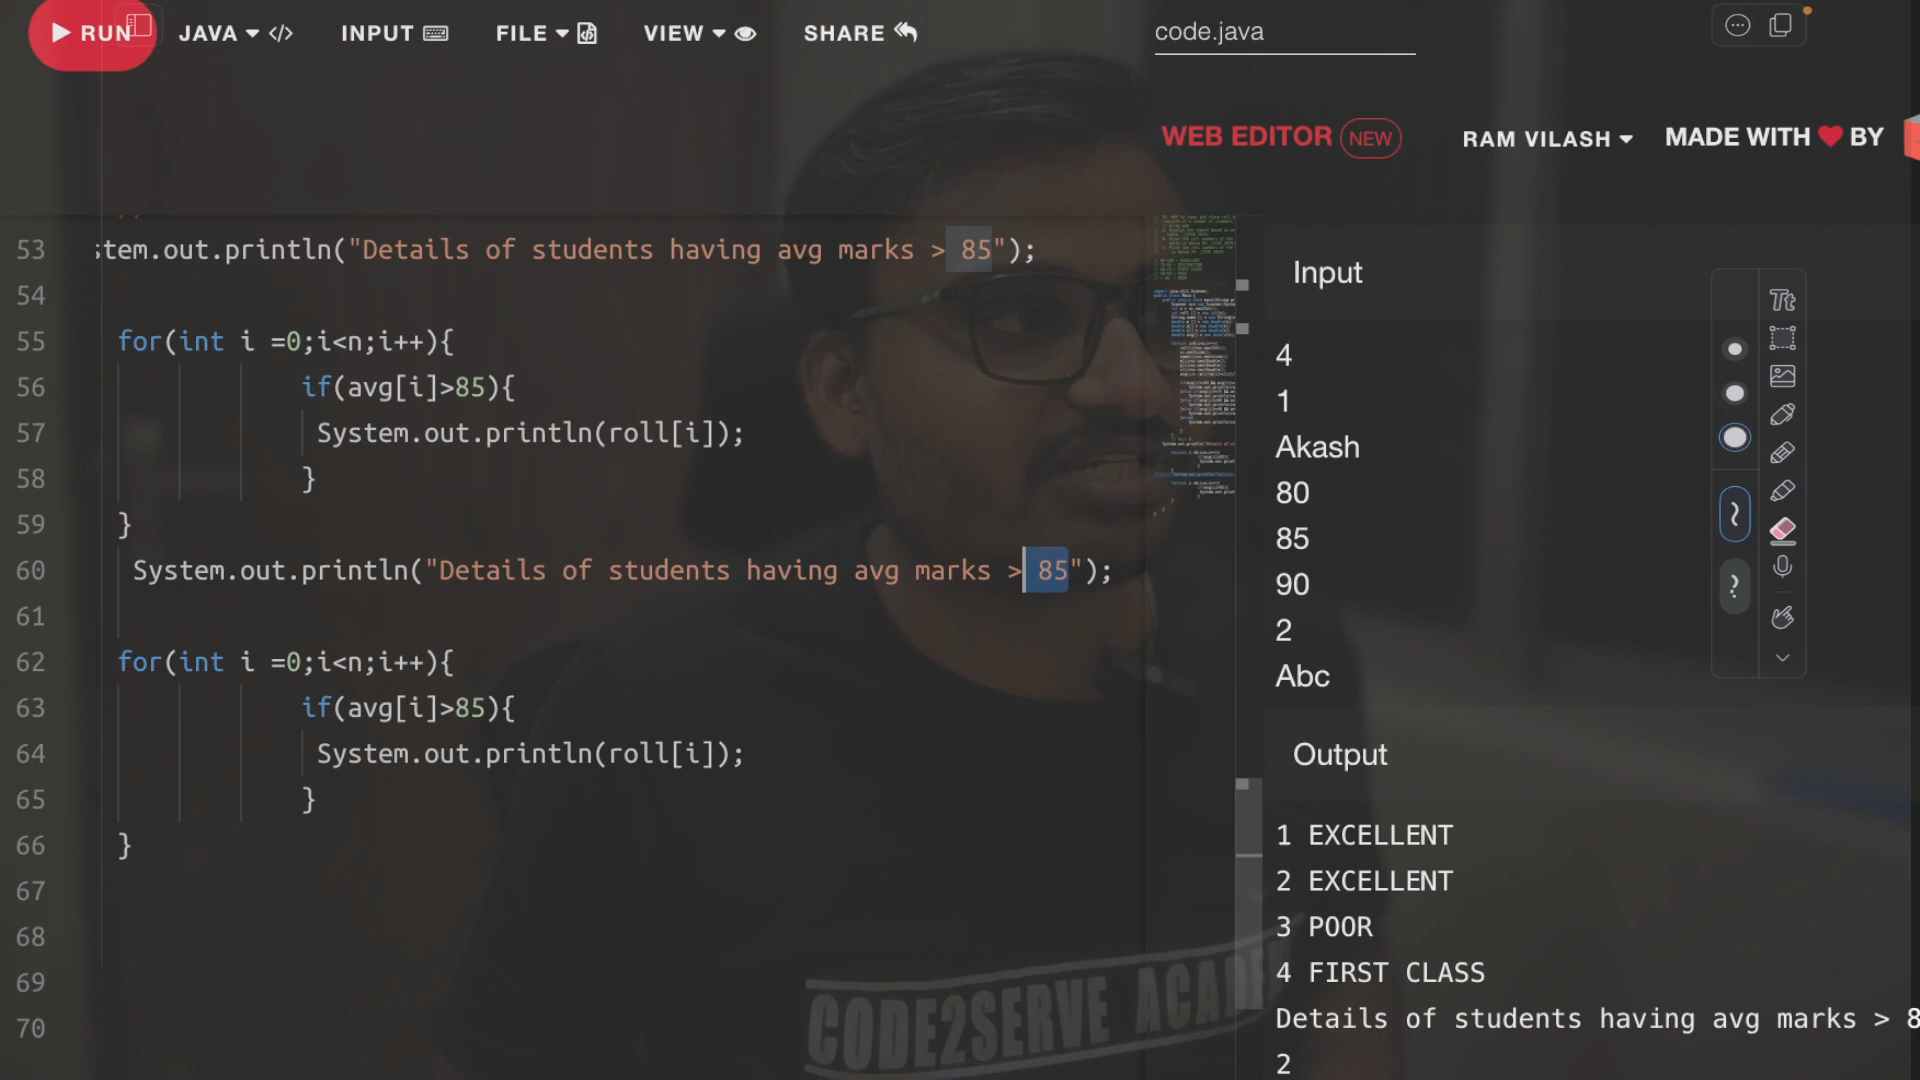 RUN JAVA INPUT FILE VIEW SHARE code.java
WEB EDITOR NEW RAM VILASH MADE WITH BY
53 stem.out.println("Details of students having avg marks > 85");
54
55 for(int i =0;i<n;i++){
56 if(avg[i]>85){
57 System.out.println(roll[i]);
58 }
59 }
60 System.out.println("Details of students having avg marks > 85");
61
62 for(int i =0;i<n;i++){
63 if(avg[i]>85){
64 System.out.println(roll[i]);
65 }
66 }
67
68
69
70
Input
4
1
Akash
80
85
90
2
Abc
Output
1 EXCELLENT
2 EXCELLENT
3 POOR
4 FIRST CLASS
Details of students having avg marks > 8
2
Tt
CODE2SERVE ACADE